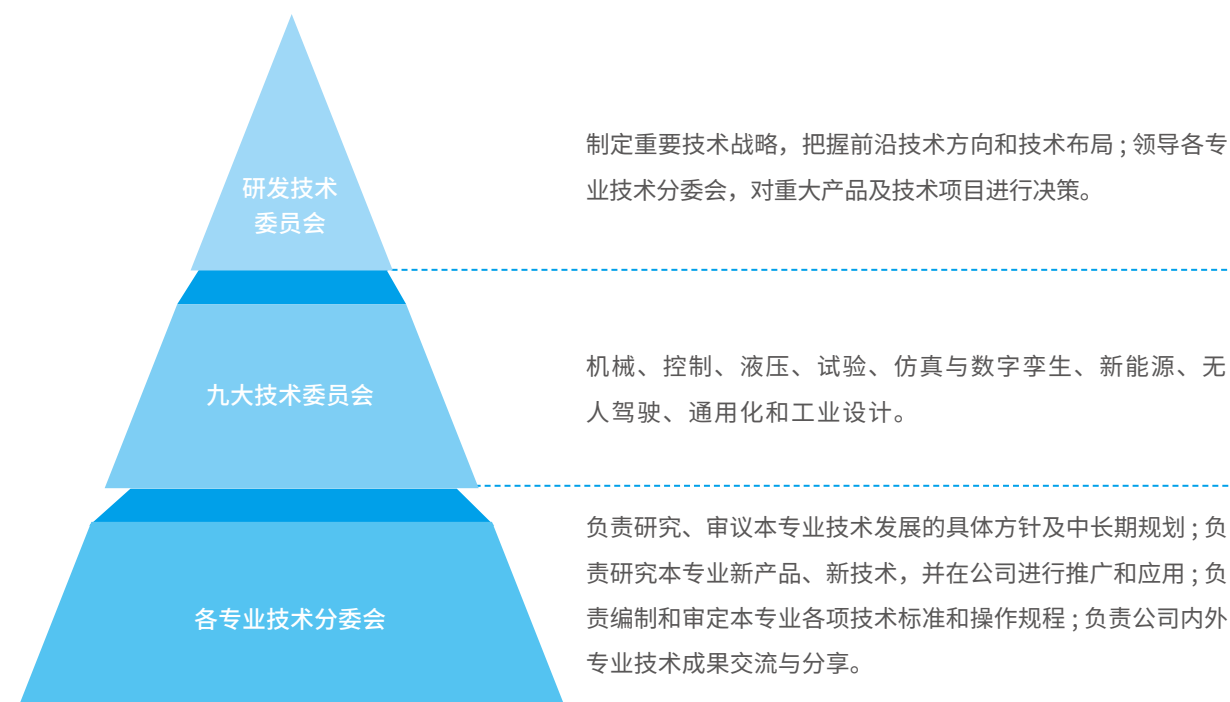 研发技术
委员会
制定重要技术战略，把握前沿技术方向和技术布局；领导各专
业技术分委会，对重大产品及技术项目进行决策。
九大技术委员会
机械、控制、液压、试验、仿真与数字孪生、新能源、无
人驾驶、通用化和工业设计。
各专业技术分委会
负责研究、审议本专业技术发展的具体方针及中长期规划；负
责研究本专业新产品、新技术，并在公司进行推广和应用；负
责编制和审定本专业各项技术标准和操作规程；负责公司内外
专业技术成果交流与分享。